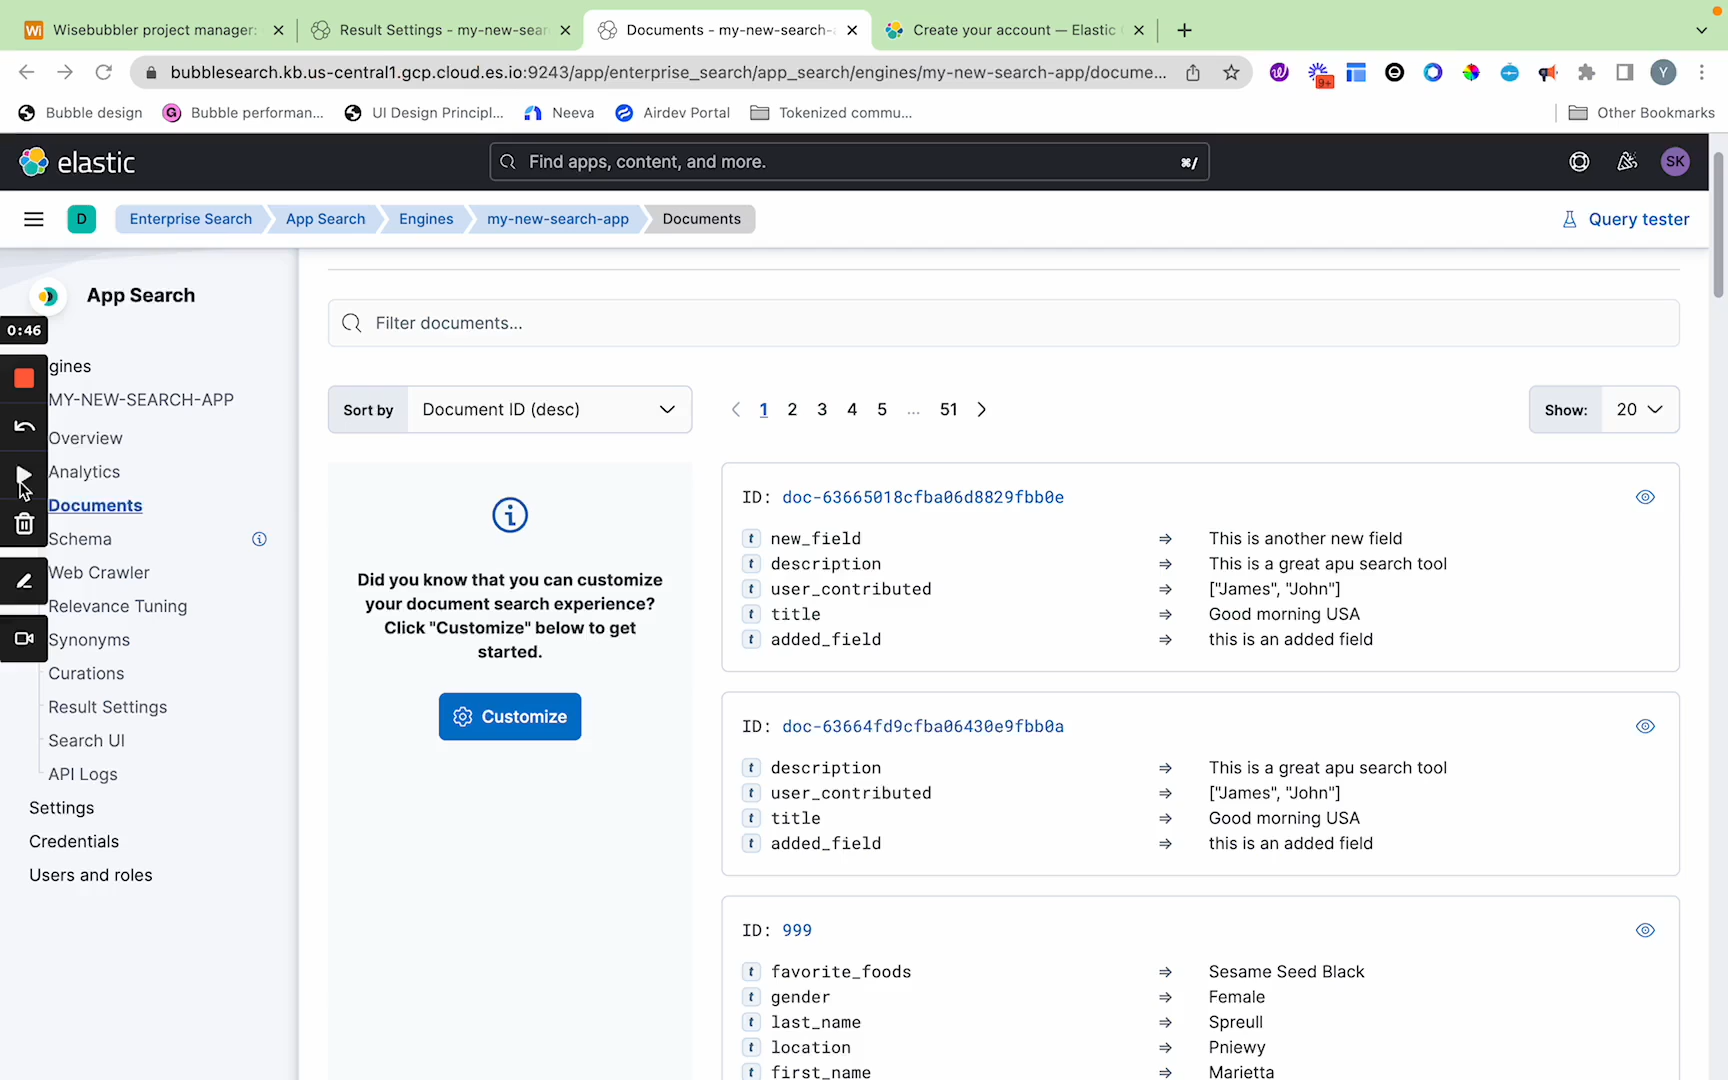 WI Wisebubbler project manager:
Result Settings - my-new-sear
Documents - my-new-search-
Create your account — Elastic
bubblesearch.kb.us-central1.gcp.cloud.es.io:9243/app/enterprise_search/app_search/engines/my-new-search-app/docume...
9+
Y
Bubble design
G Bubble performan...
UI Design Principl...
Neeva
Airdev Portal
Tokenized commu...
Other Bookmarks
elastic
Find apps, content, and more.
⌘/
SK
D
Enterprise Search
App Search
Engines
my-new-search-app
Documents
Query tester
App Search
0:46
gines
MY-NEW-SEARCH-APP
Overview
Analytics
Documents
Schema
Web Crawler
Relevance Tuning
Synonyms
Curations
Result Settings
Search UI
API Logs
Settings
Credentials
Users and roles
Filter documents...
Sort by
Document ID (desc)
1 2 3 4 5 ... 51
Show: 20
Did you know that you can customize
your document search experience?
Click "Customize" below to get
started.
Customize
ID: doc-63665018cfba06d8829fbb0e
t new_field ⇒ This is another new field
t description ⇒ This is a great apu search tool
t user_contributed ⇒ ["James", "John"]
t title ⇒ Good morning USA
t added_field ⇒ this is an added field
ID: doc-63664fd9cfba06430e9fbb0a
t description ⇒ This is a great apu search tool
t user_contributed ⇒ ["James", "John"]
t title ⇒ Good morning USA
t added_field ⇒ this is an added field
ID: 999
t favorite_foods ⇒ Sesame Seed Black
t gender ⇒ Female
t last_name ⇒ Spreull
t location ⇒ Pniewy
t first_name ⇒ Marietta